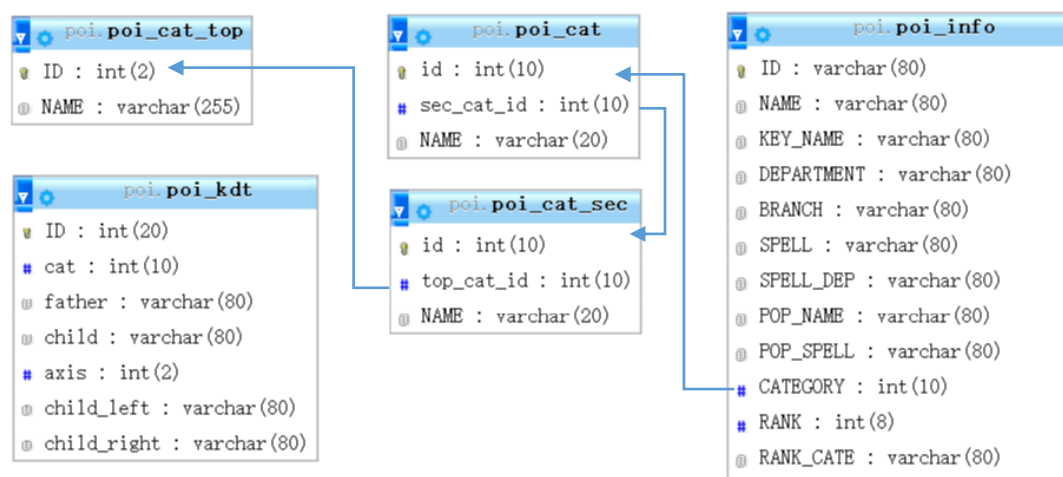 poi.poi_cat_top
ID : int(2)
NAME : varchar(255)
poi.poi_kdt
ID : int(20)
cat : int(10)
father : varchar(80)
child : varchar(80)
axis : int(2)
child_left : varchar(80)
child_right : varchar(80)
poi.poi_cat
id : int(10)
sec_cat_id : int(10)
NAME : varchar(20)
poi.poi_cat_sec
id : int(10)
top_cat_id : int(10)
NAME : varchar(20)
poi.poi_info
ID : varchar(80)
NAME : varchar(80)
KEY_NAME : varchar(80)
DEPARTMENT : varchar(80)
BRANCH : varchar(80)
SPELL : varchar(80)
SPELL_DEP : varchar(80)
POP_NAME : varchar(80)
POP_SPELL : varchar(80)
CATEGORY : int(10)
RANK : int(8)
RANK_CATE : varchar(80)